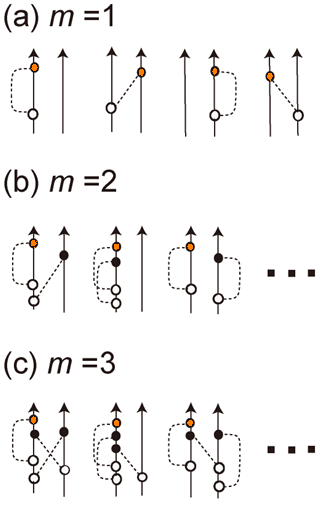 (a) m =1
(b) m =2
(c) m =3